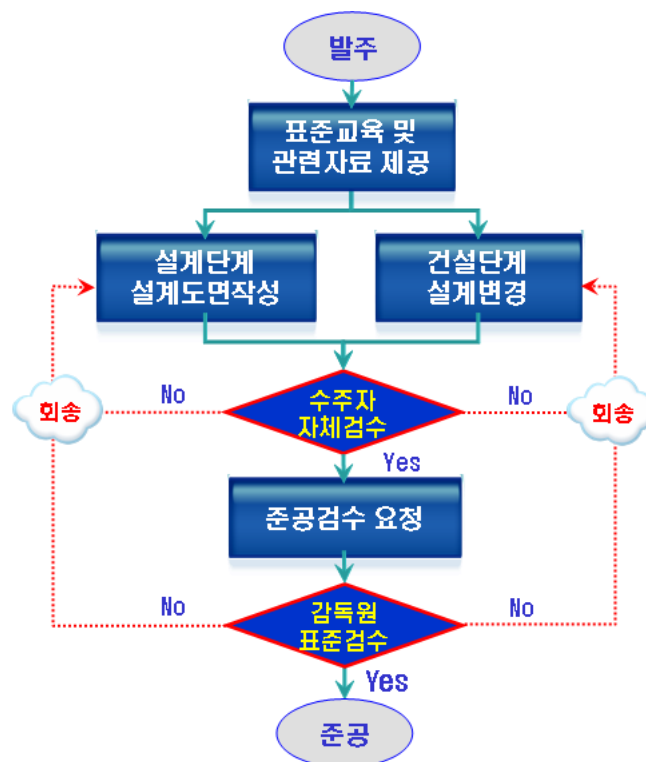 발주
표준교육 및
관련자료 제공
설계단계
설계도면작성
건설단계
설계변경
No
수주자
자체검수
No
회송
회송
Yes
준공검수 요청
No
감독원
표준검수
No
Yes
준공